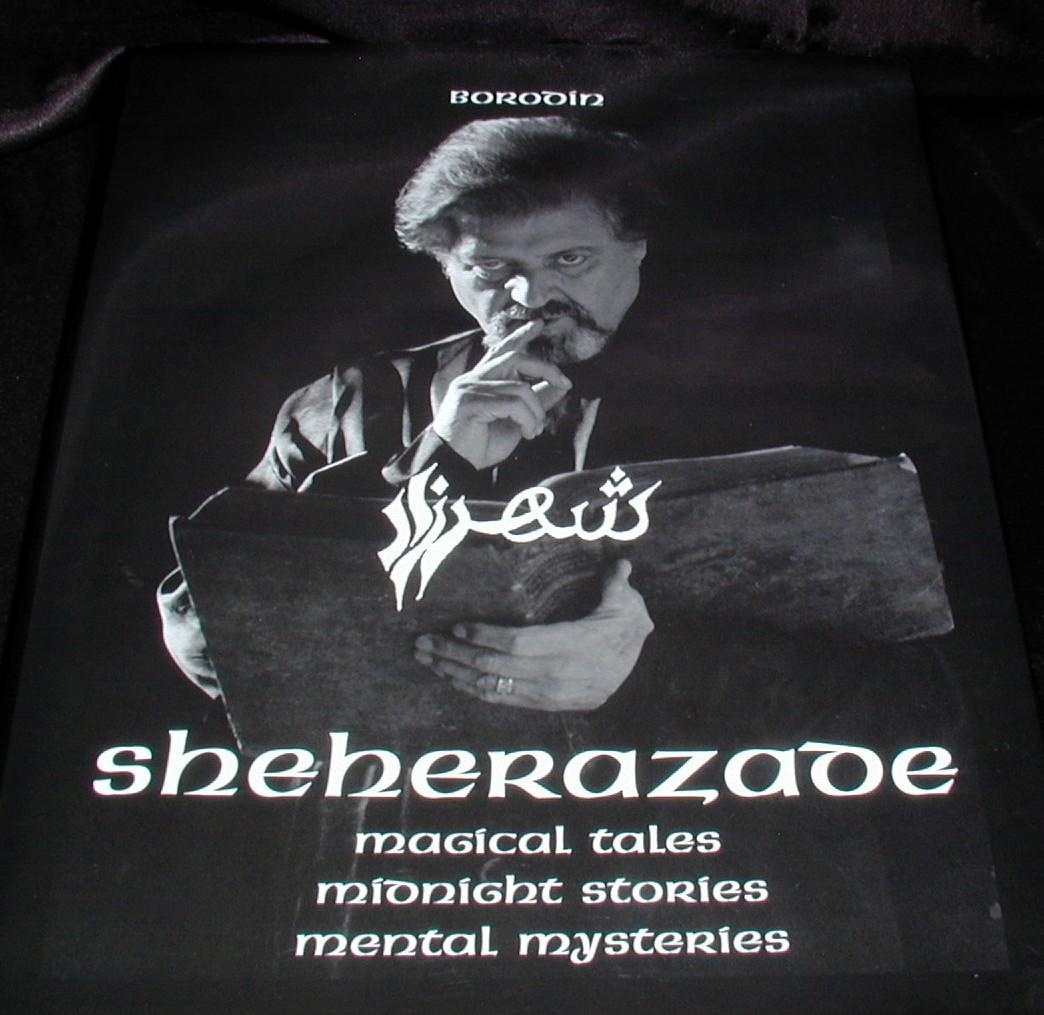 BORODIN
شهرزاد
sheherazade
magical tales
midnight stories
mental mysteries